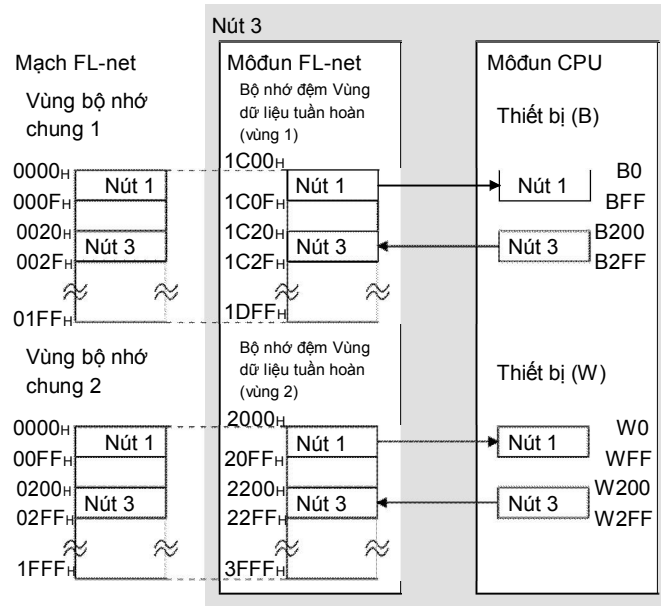 Nút 3
Mạch FL-net
Môđun FL-net
Môđun CPU
Vùng bộ nhớ
chung 1
Bộ nhớ đệm Vùng
dữ liệu tuần hoàn
(vùng 1)
Thiết bị (B)
0000H
Nút 1
000FH
0020H
Nút 3
002FH
01FFH
1C00H
Nút 1
1C0FH
1C20H
Nút 3
1C2FH
1DFFH
Nút 1
B0
BFF
Nút 3
B200
B2FF
Vùng bộ nhớ
chung 2
Bộ nhớ đệm Vùng
dữ liệu tuần hoàn
(vùng 2)
Thiết bị (W)
0000H
Nút 1
00FFH
0200H
Nút 3
02FFH
1FFFH
2000H
Nút 1
20FFH
2200H
Nút 3
22FFH
3FFFH
Nút 1
W0
WFF
Nút 3
W200
W2FF